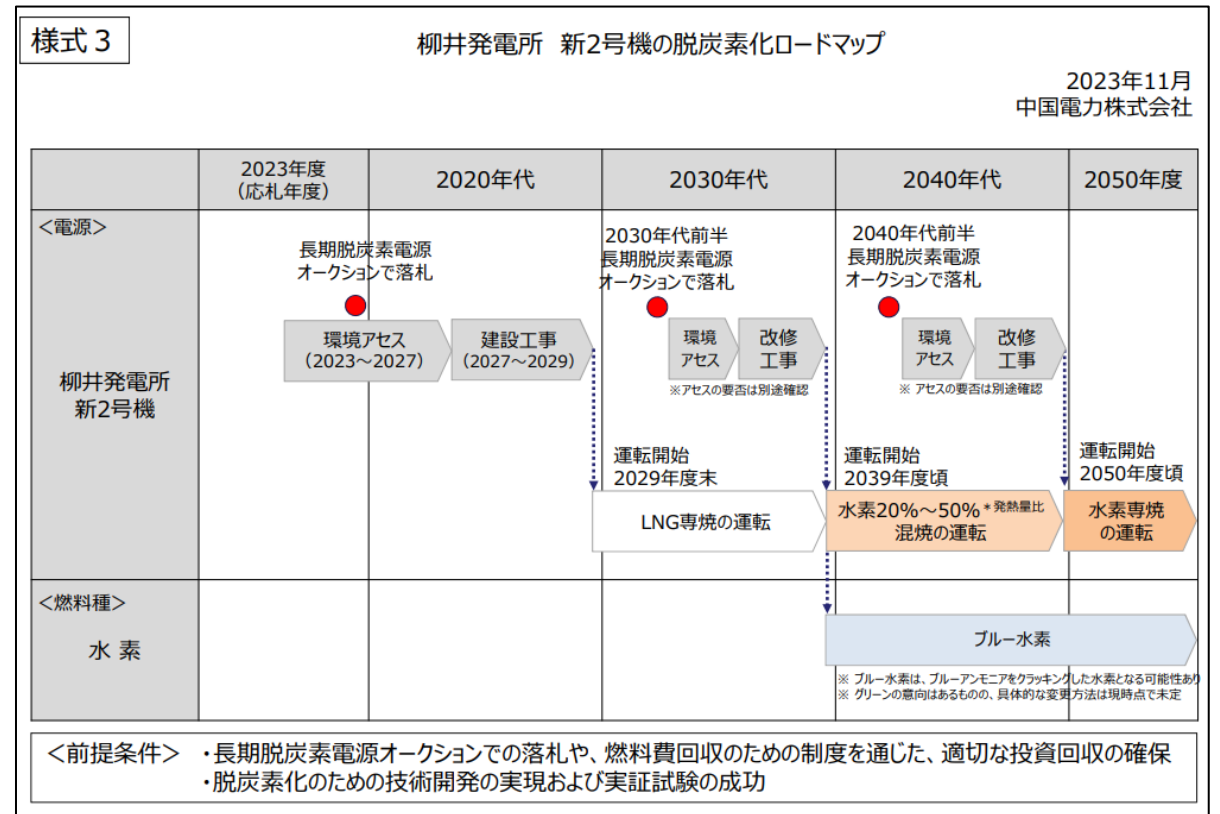 様式3
柳井発電所 新2号機の脱炭素化ロードマップ
2023年11月
中国電力株式会社
2023年度
(応札年度)
2020年代
2030年代
2040年代
2050年度
<電源>
柳井発電所
新2号機
長期脱炭素電源
オークションで落札
環境アセス
(2023~2027)
建設工事
(2027~2029)
2030年代前半
長期脱炭素電源
オークションで落札
環境
アセス
改修
工事
※アセスの要否は別途確認
2040年代前半
長期脱炭素電源
オークションで落札
環境
アセス
改修
工事
※ アセスの要否は別途確認
運転開始
2029年度末
LNG専焼の運転
運転開始
2039年度頃
水素20%~50%*発熱量比
混焼の運転
運転開始
2050年度頃
水素専焼
の運転
<燃料種>
水 素
ブルー水素
※ ブルー水素は、ブルーアンモニアをクラッキングした水素となる可能性あり
※ グリーンの意向はあるものの、具体的な変更方法は現時点で未定
<前提条件> ・長期脱炭素電源オークションでの落札や、燃料費回収のための制度を通じた、適切な投資回収の確保
・脱炭素化のための技術開発の実現および実証試験の成功